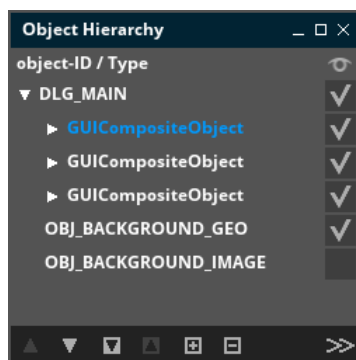 Object Hierarchy
object-ID / Type
DLG_MAIN
GUICompositeObject
GUICompositeObject
GUICompositeObject
OBJ_BACKGROUND_GEO
OBJ_BACKGROUND_IMAGE